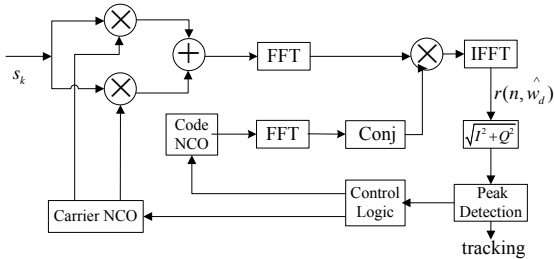 s_k
FFT
IFFT
r(n, ŵ_d)
Code
NCO
FFT
Conj
√I²+Q²
Carrier NCO
Control
Logic
Peak
Detection
tracking